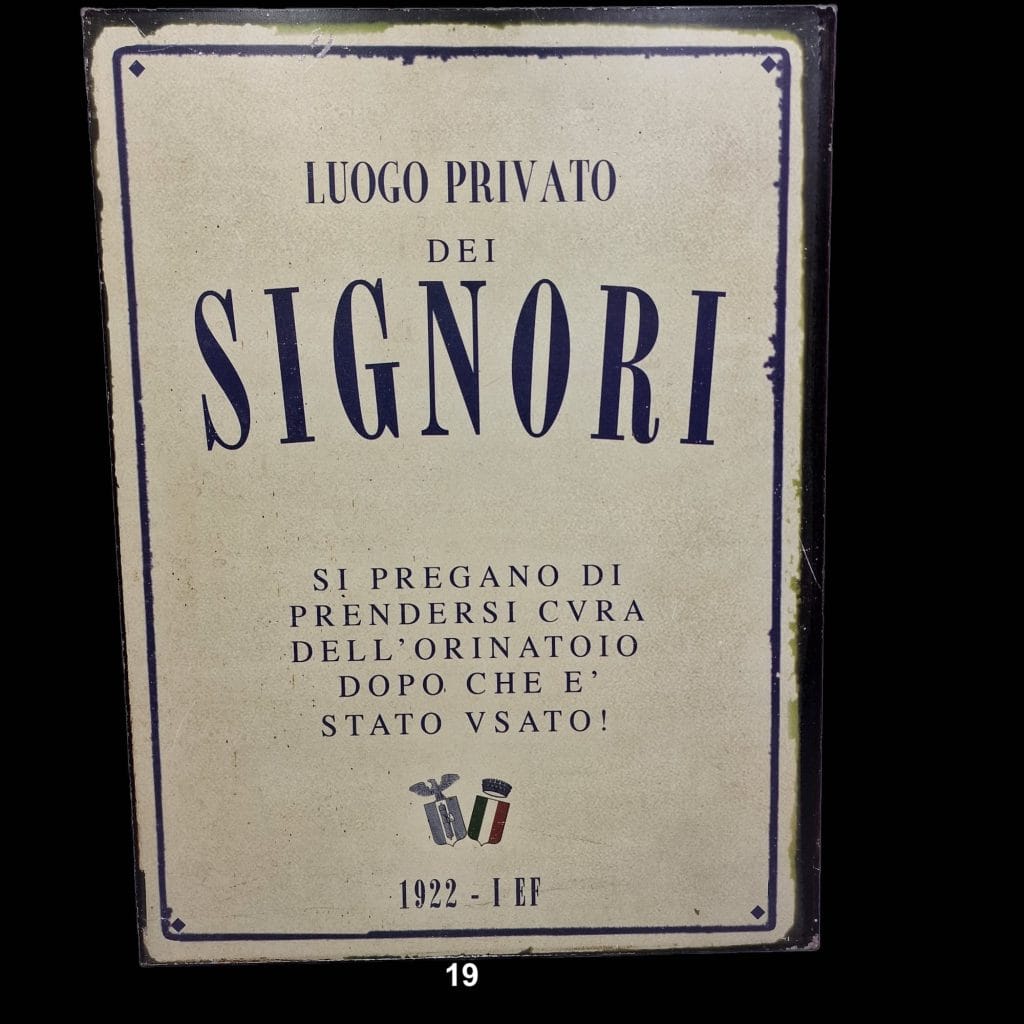 LUOGO PRIVATO
DEI
SIGNORI
SI PREGANO DI
PRENDERSI CVRA
DELL'ORINATOIO
DOPO CHE E'
STATO VSATO!
1922 - I EF
19